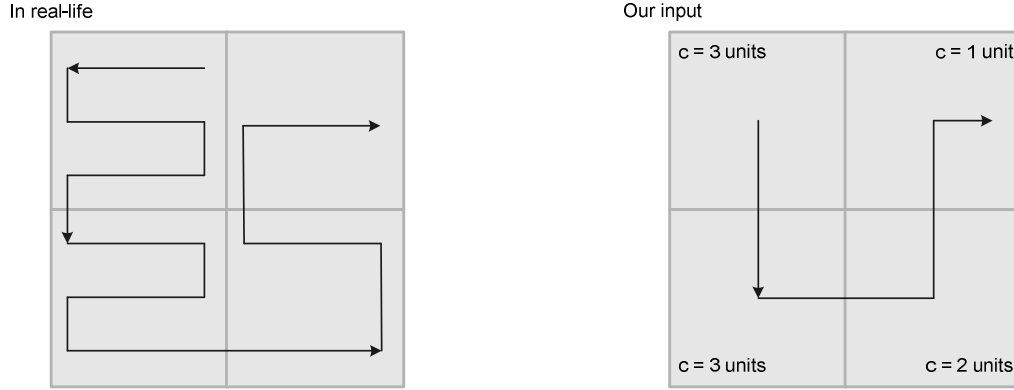 In real-life
Our input
c = 3 units
c = 1 unit
c = 3 units
c = 2 units